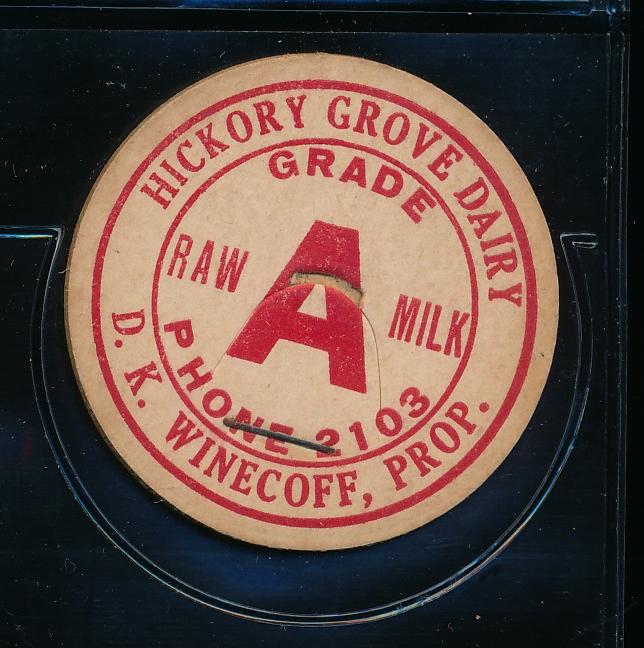 HICKORY GROVE DAIRY
GRADE
A
RAW MILK
PHONE 2103
D. K. WINECOFF, PROP.